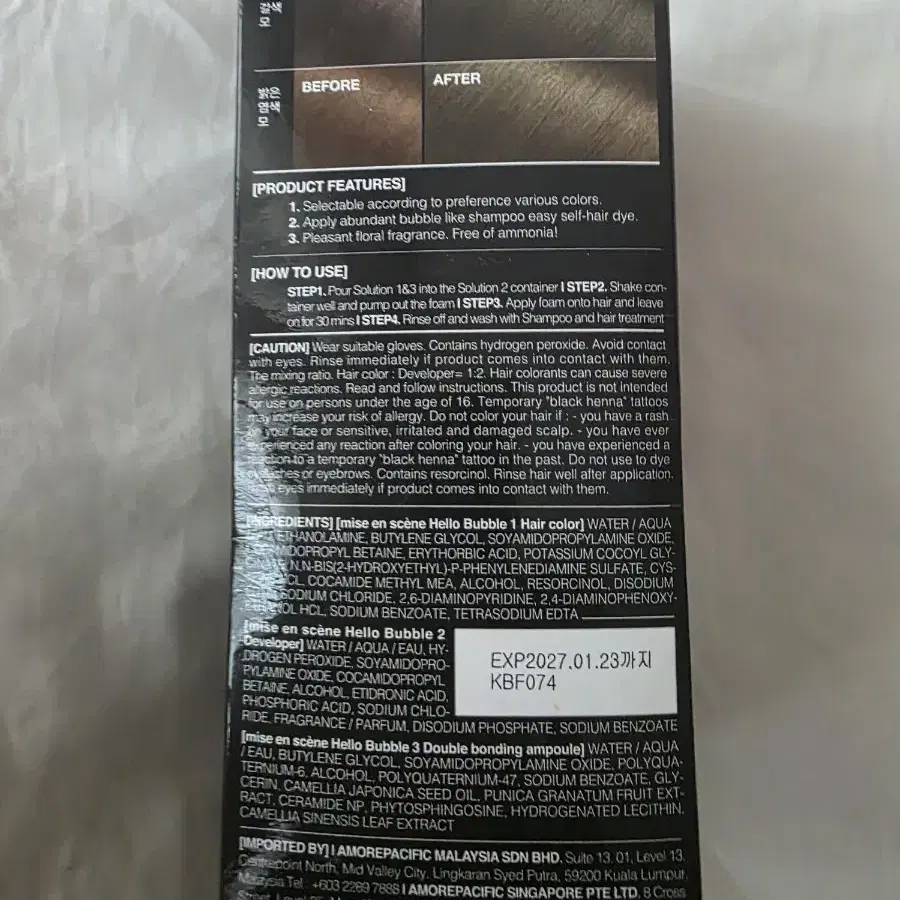 갈색
모
밝은
염색
모
BEFORE
AFTER
[PRODUCT FEATURES]
1. Selectable according to preference various colors.
2. Apply abundant bubble like shampoo easy self-hair dye.
3. Pleasant floral fragrance. Free of ammonia!
[HOW TO USE]
STEP1. Pour Solution 1&3 into the Solution 2 container I STEP2. Shake con-
tainer well and pump out the foam I STEP3. Apply foam onto hair and leave
on for 30 mins I STEP4. Rinse off and wash with Shampoo and hair treatment
[CAUTION] Wear suitable gloves. Contains hydrogen peroxide. Avoid contact
with eyes. Rinse immediately if product comes into contact with them.
The mixing ratio. Hair color : Developer= 1:2. Hair colorants can cause severe
allergic reactions. Read and follow instructions. This product is not Intended
for use on persons under the age of 16. Temporary "black henna" tattoos
may increase your risk of allergy. Do not color your hair if : - you have a rash
your face or sensitive, irritated and damaged scalp. - you have ever
experienced any reaction after coloring your hair. - you have experienced a
reaction to a temporary "black henna" tattoo in the past. Do not use to dye
eyelashes or eyebrows. Contains resorcinol. Rinse hair well after application.
eyes immediately if product comes into contact with them.
[INGREDIENTS] [mise en scène Hello Bubble 1 Hair color] WATER / AQUA
ETHANOLAMINE, BUTYLENE GLYCOL, SOYAMIDOPROPYLAMINE OXIDE,
BETAINE, ERYTHORBIC ACID, POTASSIUM COCOYL GLY-
N,N-BIS(2-HYDROXYETHYL)-P-PHENYLENEDIAMINE SULFATE, CYS-
COCAMIDE METHYL MEA, ALCOHOL, RESORCINOL, DISODIUM
SODIUM CHLORIDE, 2,6-DIAMINOPYRIDINE, 2,4-DIAMINOPHENOXY-
HCL, SODIUM BENZOATE, TETRASODIUM EDTA
[mise en scène Hello Bubble 2
Developer] WATER / AQUA / EAU, HY-
DROGEN PEROXIDE, SOYAMIDOPRO-
PYLAMINE OXIDE, COCAMIDOPROPYL
BETAINE, ALCOHOL, ETIDRONIC ACID,
PHOSPHORIC ACID, SODIUM CHLO-
RIDE, FRAGRANCE / PARFUM, DISODIUM PHOSPHATE, SODIUM BENZOATE
EXP2027.01.23까지
KBF074
[mise en scène Hello Bubble 3 Double bonding ampoule] WATER / AQUA
/ EAU, BUTYLENE GLYCOL, SOYAMIDOPROPYLAMINE OXIDE, POLYQUA-
TERNIUM-6, ALCOHOL, POLYQUATERNIUM-47, SODIUM BENZOATE, GLY-
CERIN, CAMELLIA JAPONICA SEED OIL, PUNICA GRANATUM FRUIT EXT-
RACT, CERAMIDE NP, PHYTOSPHINGOSINE, HYDROGENATED LECITHIN,
CAMELLIA SINENSIS LEAF EXTRACT
[IMPORTED BY] I AMOREPACIFIC MALAYSIA SDN BHD. Suite 13. 01, Level 13,
Centrepoint North, Mid Valley City. Lingkaran Syed Putra, 59200 Kuala Lumpur,
Malaysia Tel : +603 2269 7888 I AMOREPACIFIC SINGAPORE PTE LTD. 8 Cross